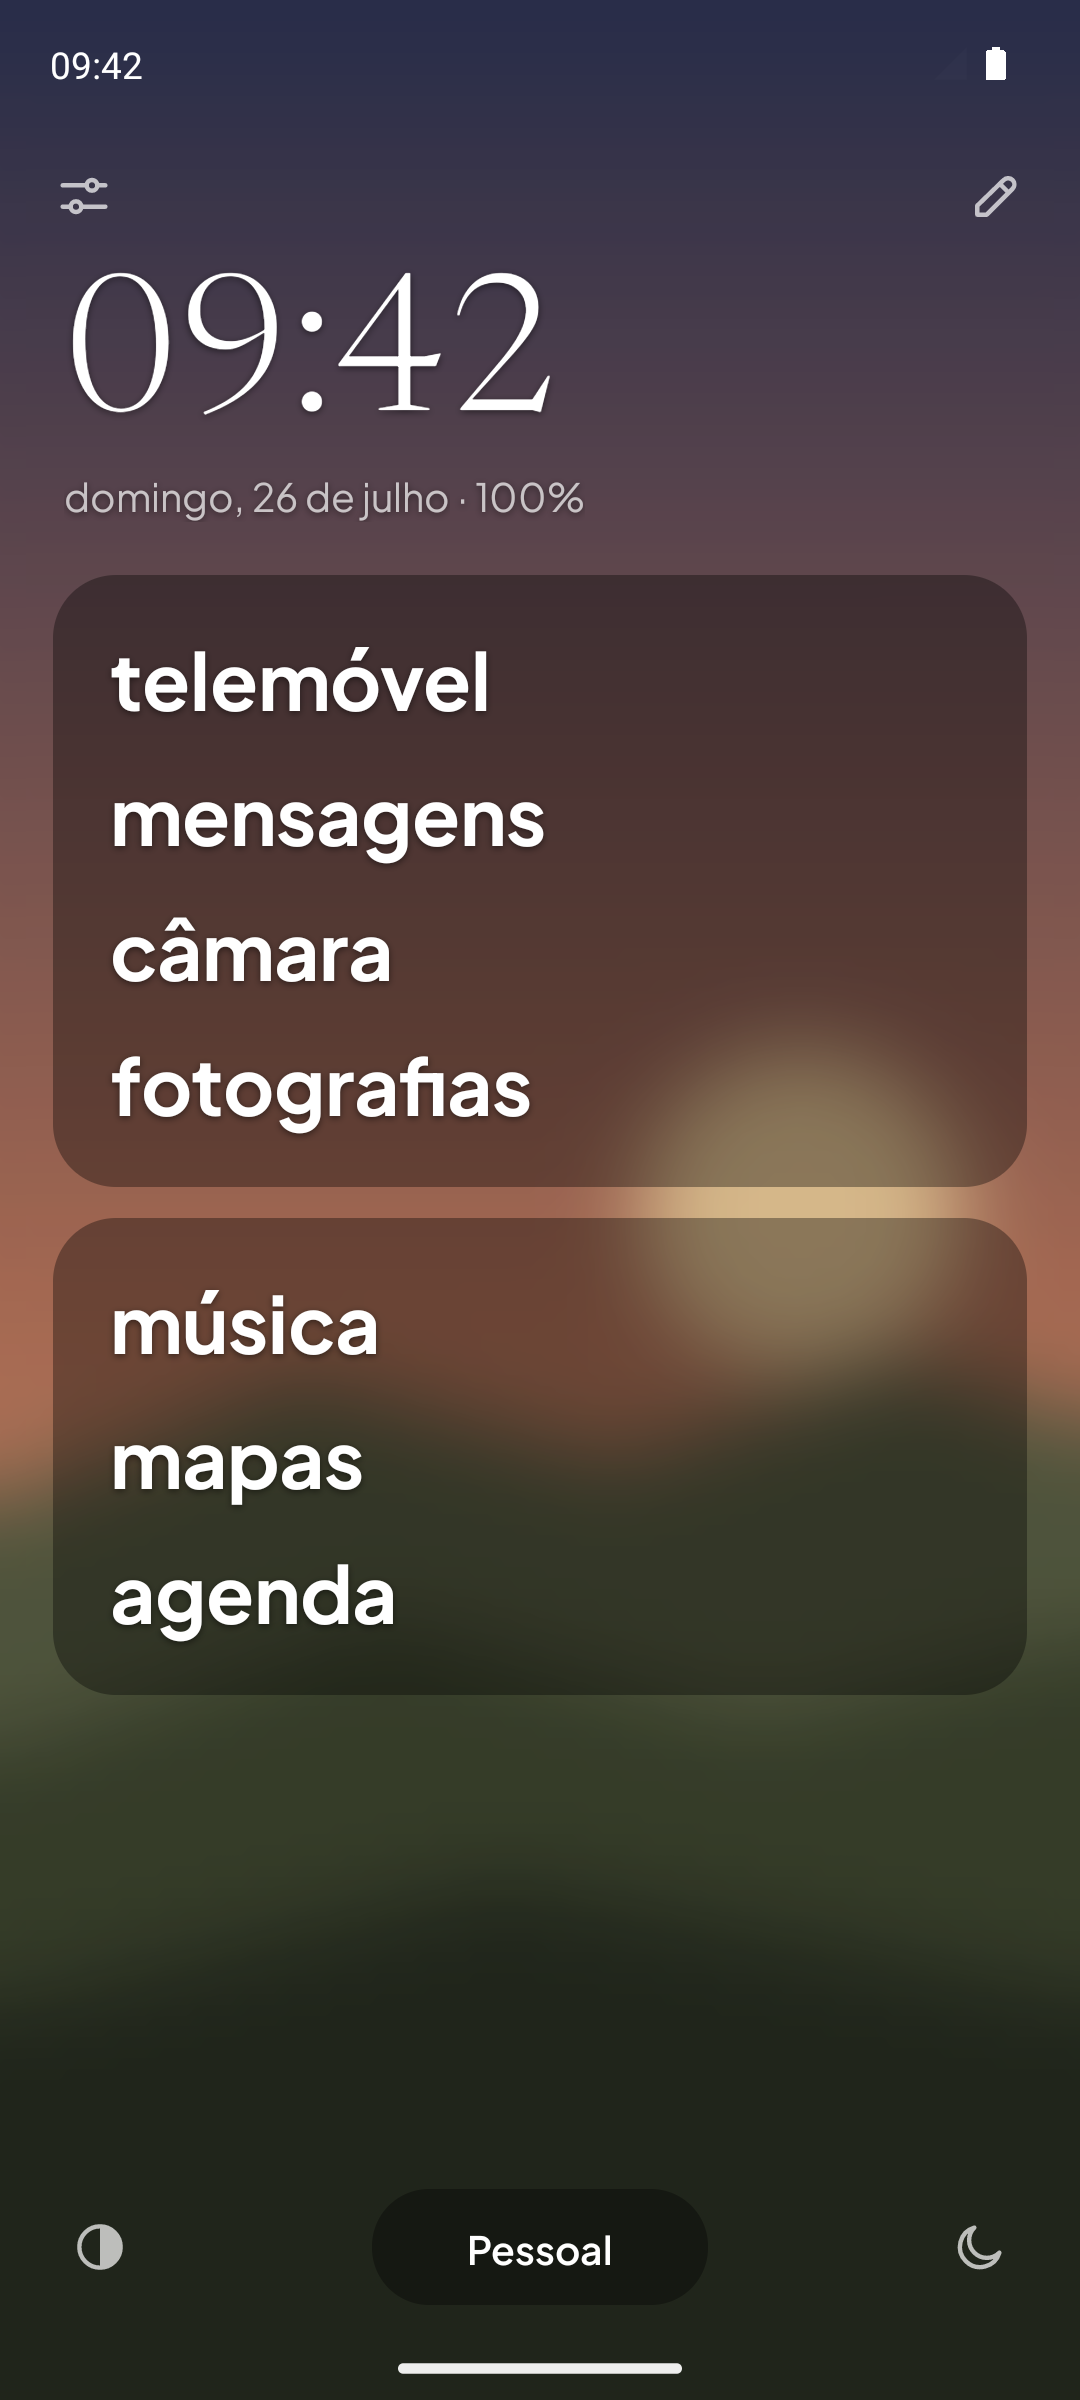 09:42
09:42
domingo, 26 de julho · 100%
telemóvel
mensagens
câmara
fotografias
música
mapas
agenda
Pessoal